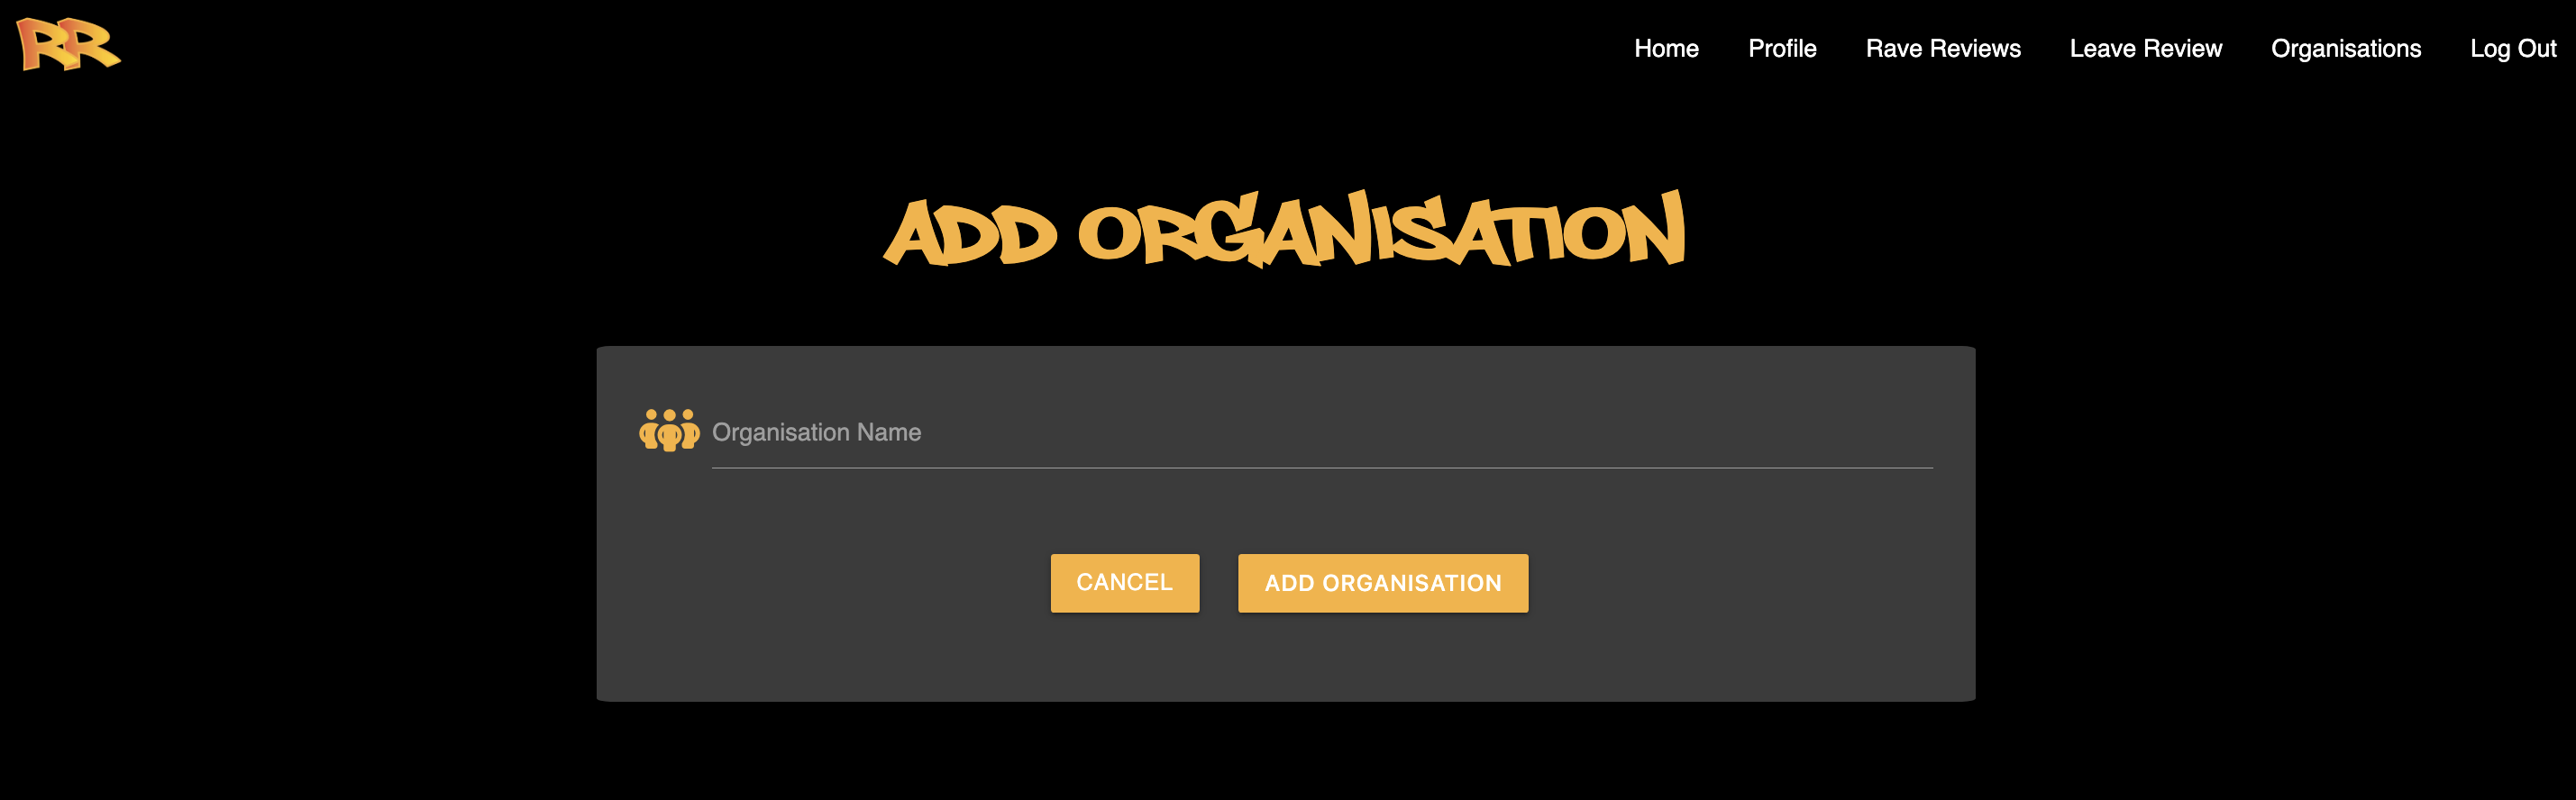 RR
Home Profile Rave Reviews Leave Review Organisations Log Out
ADD ORGANISATION
Organisation Name
CANCEL ADD ORGANISATION